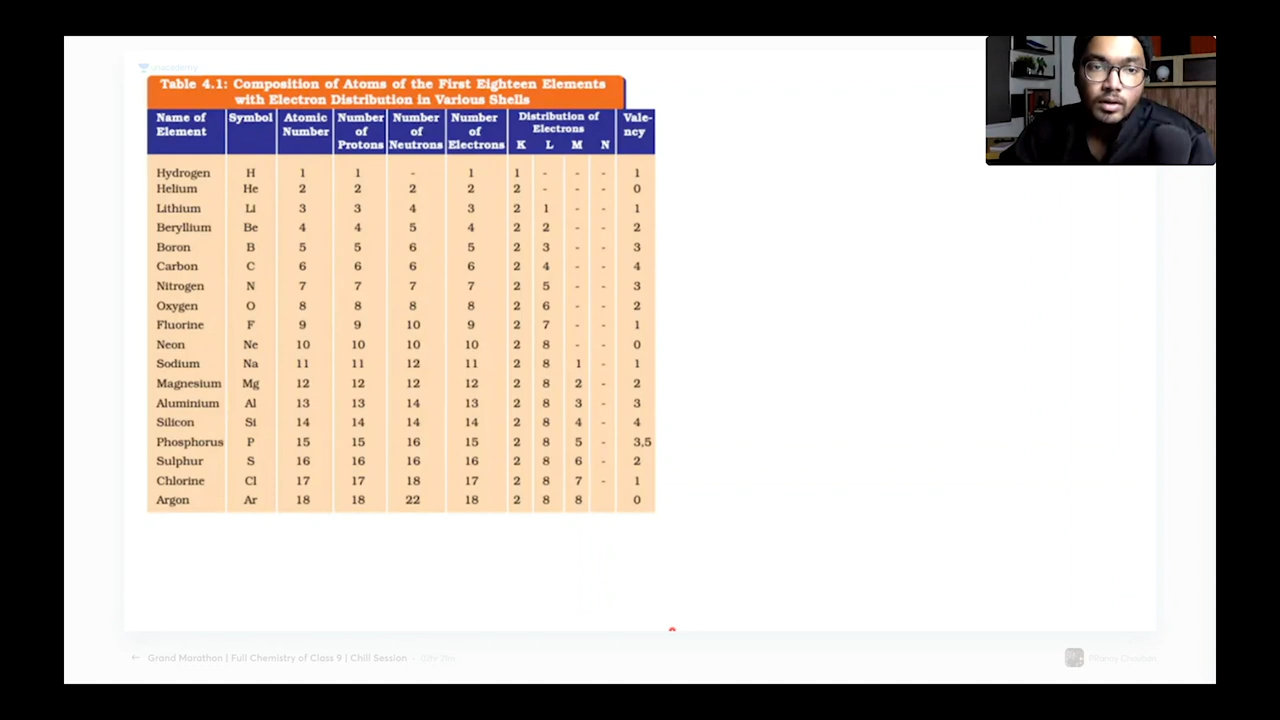 unacademy
Table 4.1: Composition of Atoms of the First Eighteen Elements
with Electron Distribution in Various Shells
Name of Element Symbol Atomic Number Number of Protons Number of Neutrons Number of Electrons Distribution of Electrons K L M N Vale-ncy
Hydrogen H 1 1 - 1 1 - - - 1
Helium He 2 2 2 2 2 - - - 0
Lithium Li 3 3 4 3 2 1 - - 1
Beryllium Be 4 4 5 4 2 2 - - 2
Boron B 5 5 6 5 2 3 - - 3
Carbon C 6 6 6 6 2 4 - - 4
Nitrogen N 7 7 7 7 2 5 - - 3
Oxygen O 8 8 8 8 2 6 - - 2
Fluorine F 9 9 10 9 2 7 - - 1
Neon Ne 10 10 10 10 2 8 - - 0
Sodium Na 11 11 12 11 2 8 1 - 1
Magnesium Mg 12 12 12 12 2 8 2 - 2
Aluminium Al 13 13 14 13 2 8 3 - 3
Silicon Si 14 14 14 14 2 8 4 - 4
Phosphorus P 15 15 16 15 2 8 5 - 3,5
Sulphur S 16 16 16 16 2 8 6 - 2
Chlorine Cl 17 17 18 17 2 8 7 - 1
Argon Ar 18 18 22 18 2 8 8 0
← Grand Marathon | Full Chemistry of Class 9 | Chill Session •